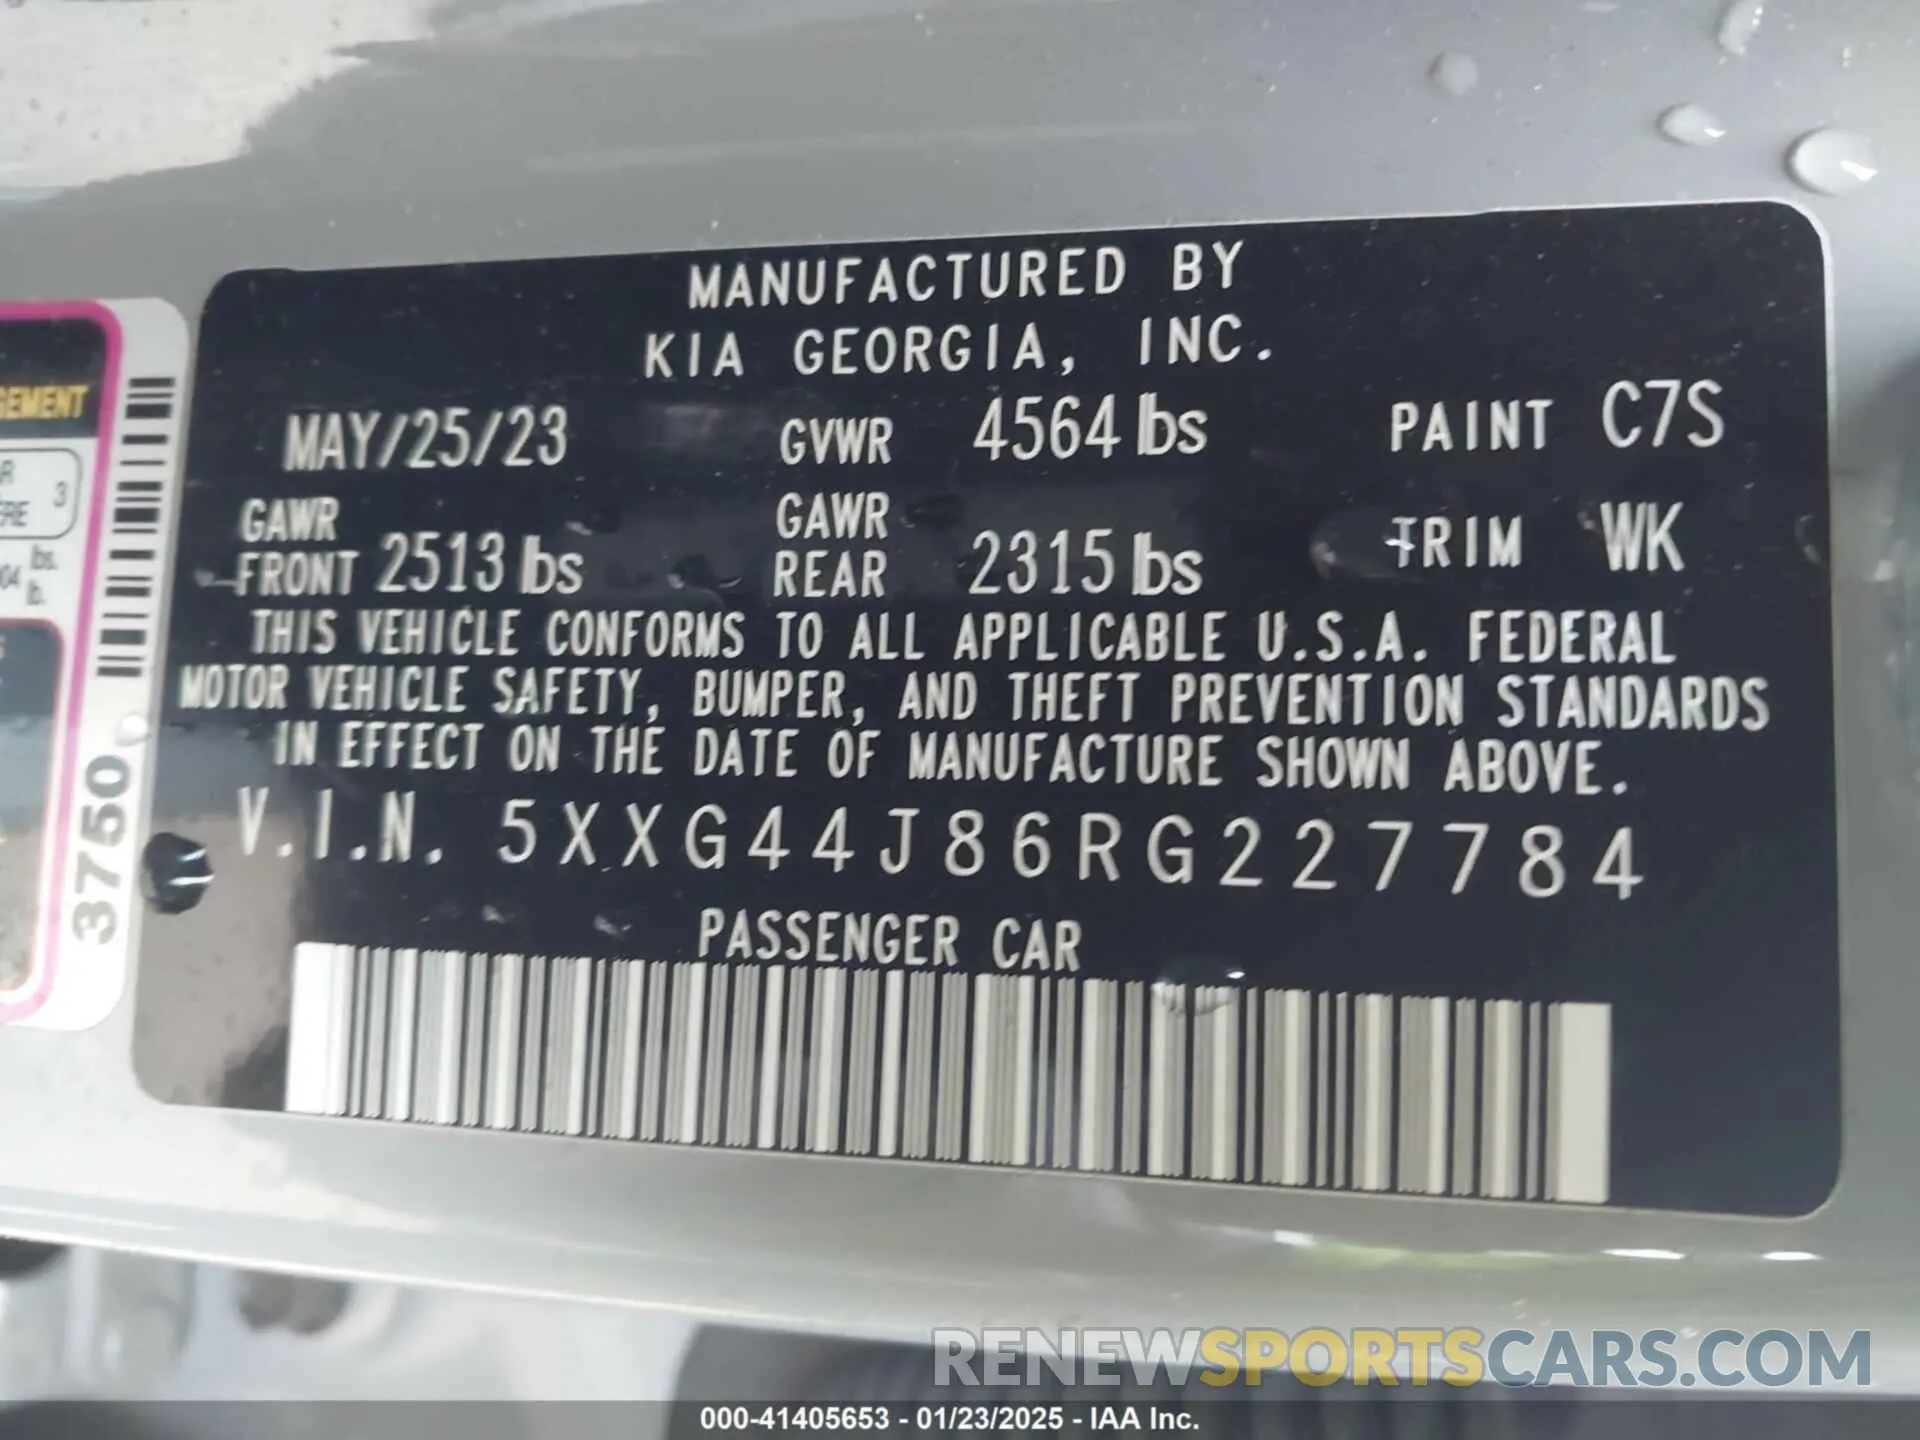 MANUFACTURED BY
KIA GEORGIA, INC.
MAY/25/23 GVWR 4564 lbs PAINT C7S
GAWR FRONT 2513 lbs GAWR REAR 2315 lbs TRIM WK
THIS VEHICLE CONFORMS TO ALL APPLICABLE U.S.A. FEDERAL
MOTOR VEHICLE SAFETY, BUMPER, AND THEFT PREVENTION STANDARDS
IN EFFECT ON THE DATE OF MANUFACTURE SHOWN ABOVE.
V.I.N. 5XXG44J86RG227784
PASSENGER CAR
3
lbs.
lb.
3750
RENEWSPORTSCARS.COM
000-41405653 - 01/23/2025 - IAA Inc.